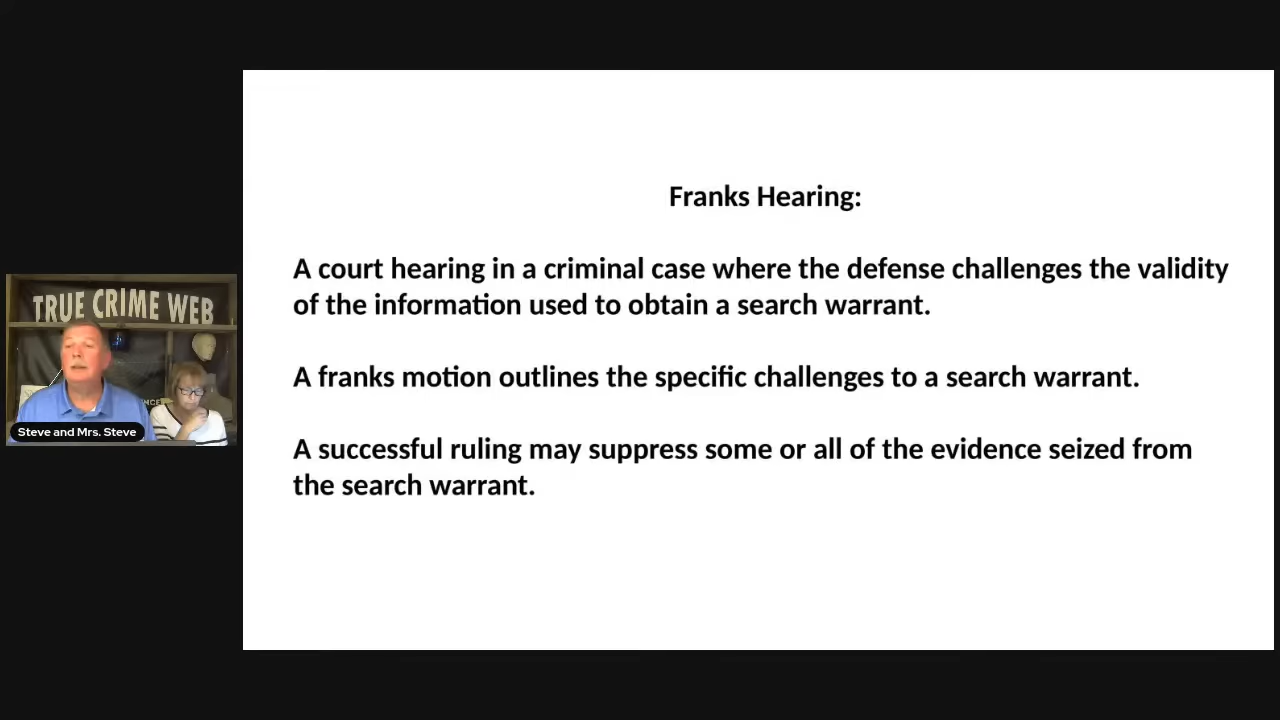 Franks Hearing:
A court hearing in a criminal case where the defense challenges the validity
of the information used to obtain a search warrant.
A franks motion outlines the specific challenges to a search warrant.
A successful ruling may suppress some or all of the evidence seized from
the search warrant.
TRUE CRIME WEB
Steve and Mrs. Steve